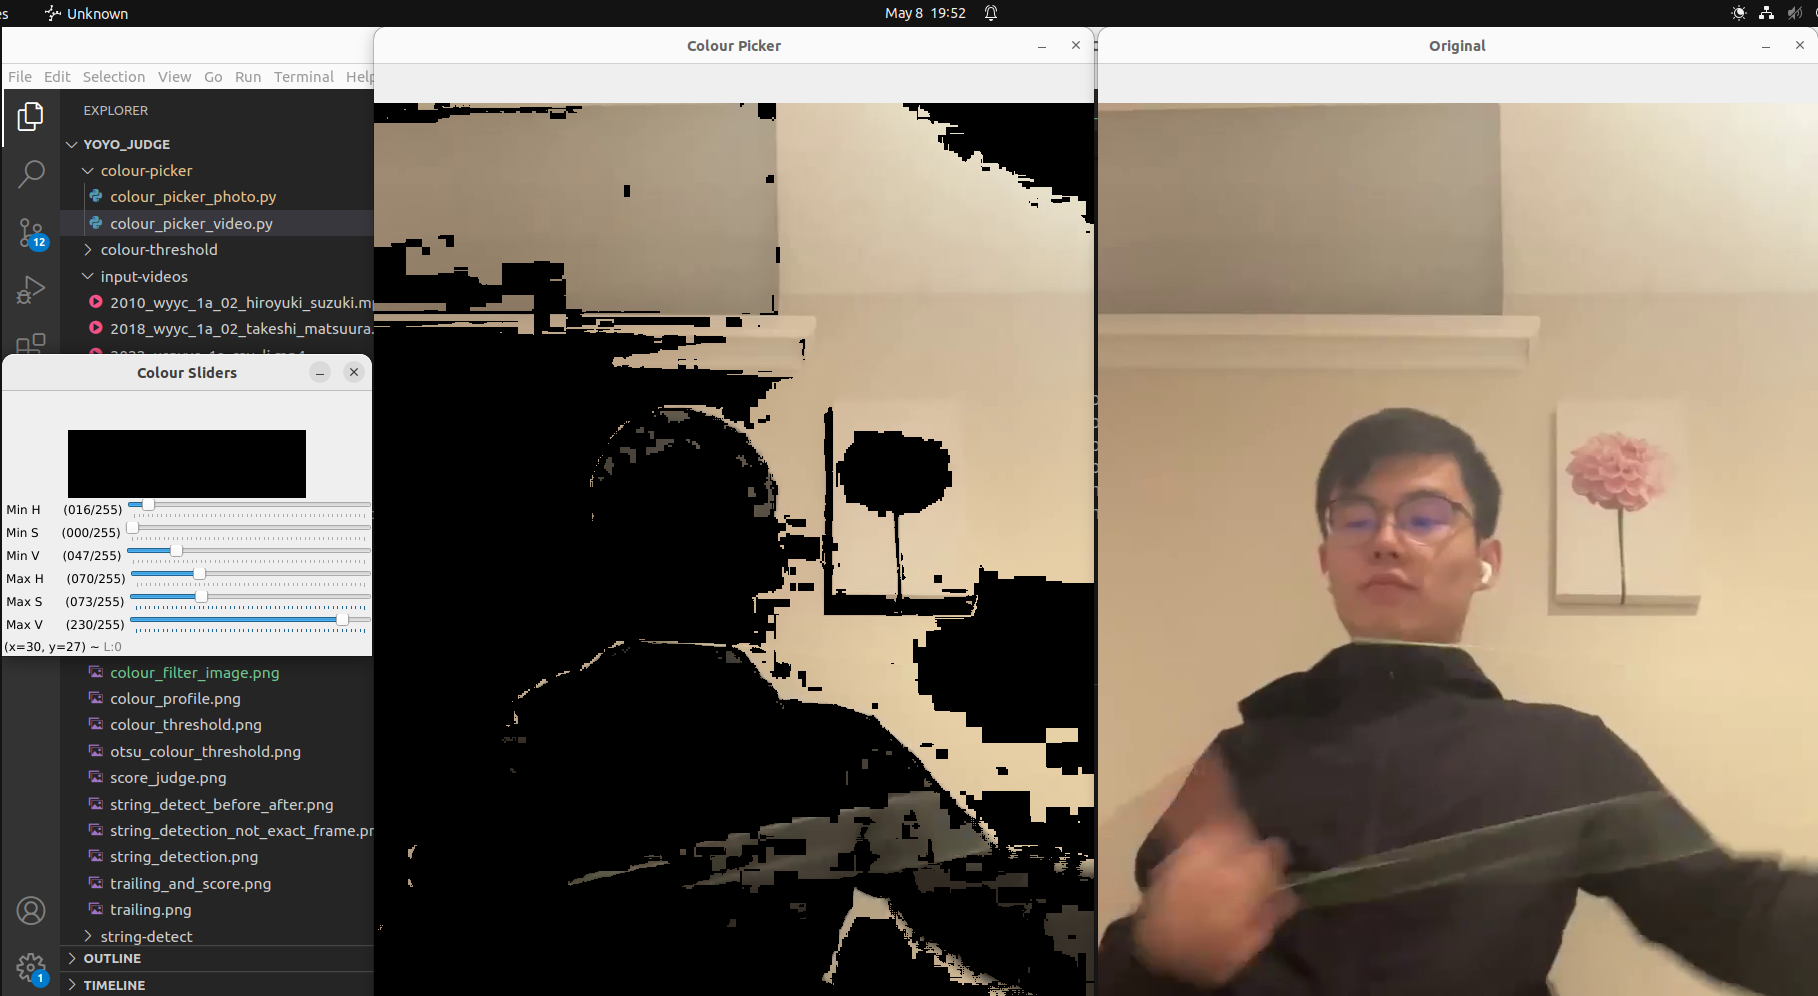 es
Unknown
May 8 19:52
File Edit Selection View Go Run Terminal Help
EXPLORER
YOYO_JUDGE
colour-picker
colour_picker_photo.py
colour_picker_video.py
12
colour-threshold
input-videos
2010_wyyc_1a_02_hiroyuki_suzuki.m
2018_wyyc_1a_02_takeshi_matsuura.
Colour Sliders
Min H (016/255)
Min S (000/255)
Min V (047/255)
Max H (070/255)
Max S (073/255)
Max V (230/255)
(x=30, y=27) ~ L:0
colour_filter_image.png
colour_profile.png
colour_threshold.png
otsu_colour_threshold.png
score_judge.png
string_detect_before_after.png
string_detection_not_exact_frame.pr
string_detection.png
trailing_and_score.png
trailing.png
string-detect
OUTLINE
1
TIMELINE
Colour Picker
Original